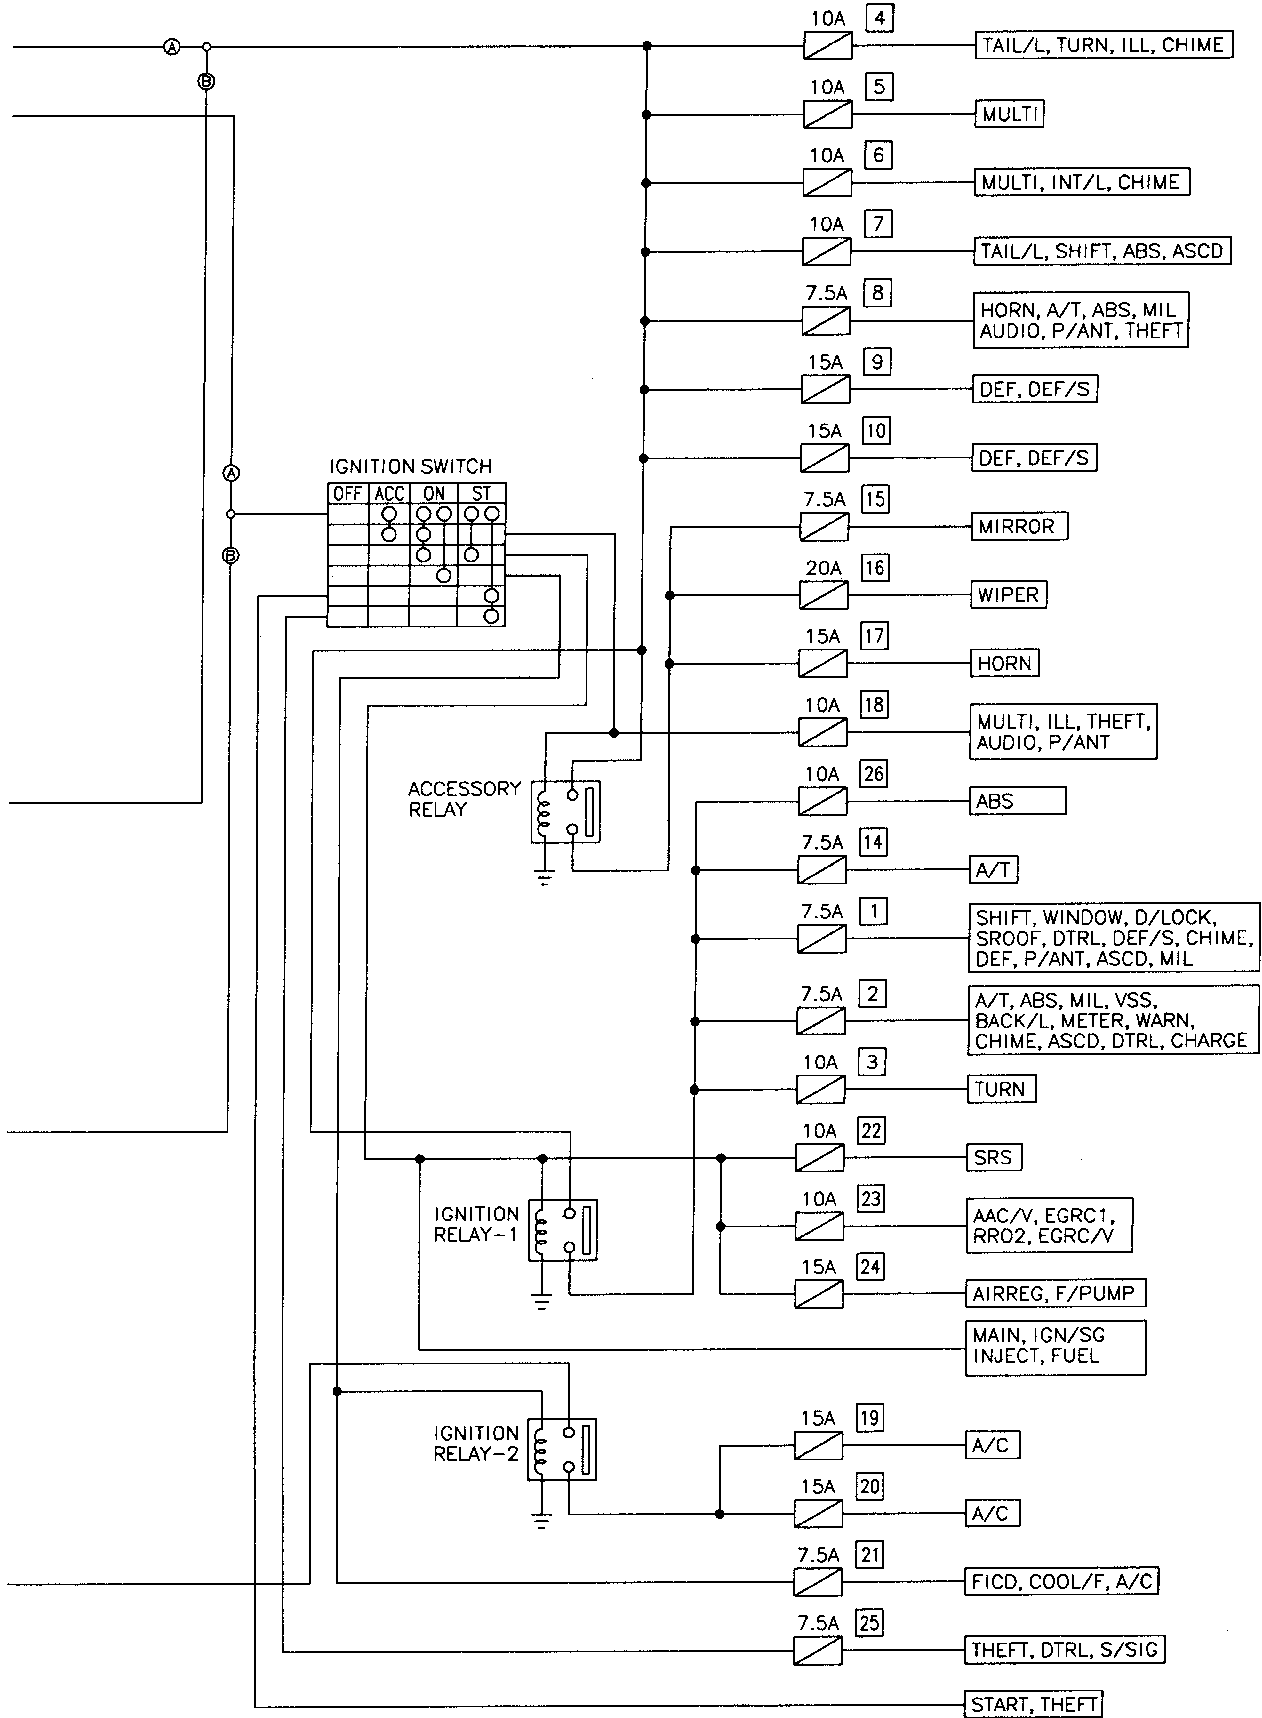 10A 4
A
TAIL/L, TURN, ILL, CHIME
B
10A 5
MULTI
10A 6
MULTI, INT/L, CHIME
10A 7
TAIL/L, SHIFT, ABS, ASCD
7.5A 8
HORN, A/T, ABS, MIL
AUDIO, P/ANT, THEFT
15A 9
DEF, DEF/S
15A 10
DEF, DEF/S
A
IGNITION SWITCH
OFF ACC ON ST
7.5A 15
MIRROR
B
20A 16
WIPER
15A 17
HORN
10A 18
MULTI, ILL, THEFT,
AUDIO, P/ANT
ACCESSORY
RELAY
10A 26
ABS
7.5A 14
A/T
7.5A 1
SHIFT, WINDOW, D/LOCK,
SROOF, DTRL, DEF/S, CHIME,
DEF, P/ANT, ASCD, MIL
7.5A 2
A/T, ABS, MIL, VSS,
BACK/L, METER, WARN,
CHIME, ASCD, DTRL, CHARGE
10A 3
TURN
10A 22
SRS
IGNITION
RELAY-1
10A 23
AAC/V, EGRC1,
RRO2, EGRC/V
15A 24
AIRREG, F/PUMP
MAIN, IGN/SG
INJECT, FUEL
IGNITION
RELAY-2
15A 19
A/C
15A 20
A/C
7.5A 21
FICD, COOL/F, A/C
7.5A 25
THEFT, DTRL, S/SIG
START, THEFT